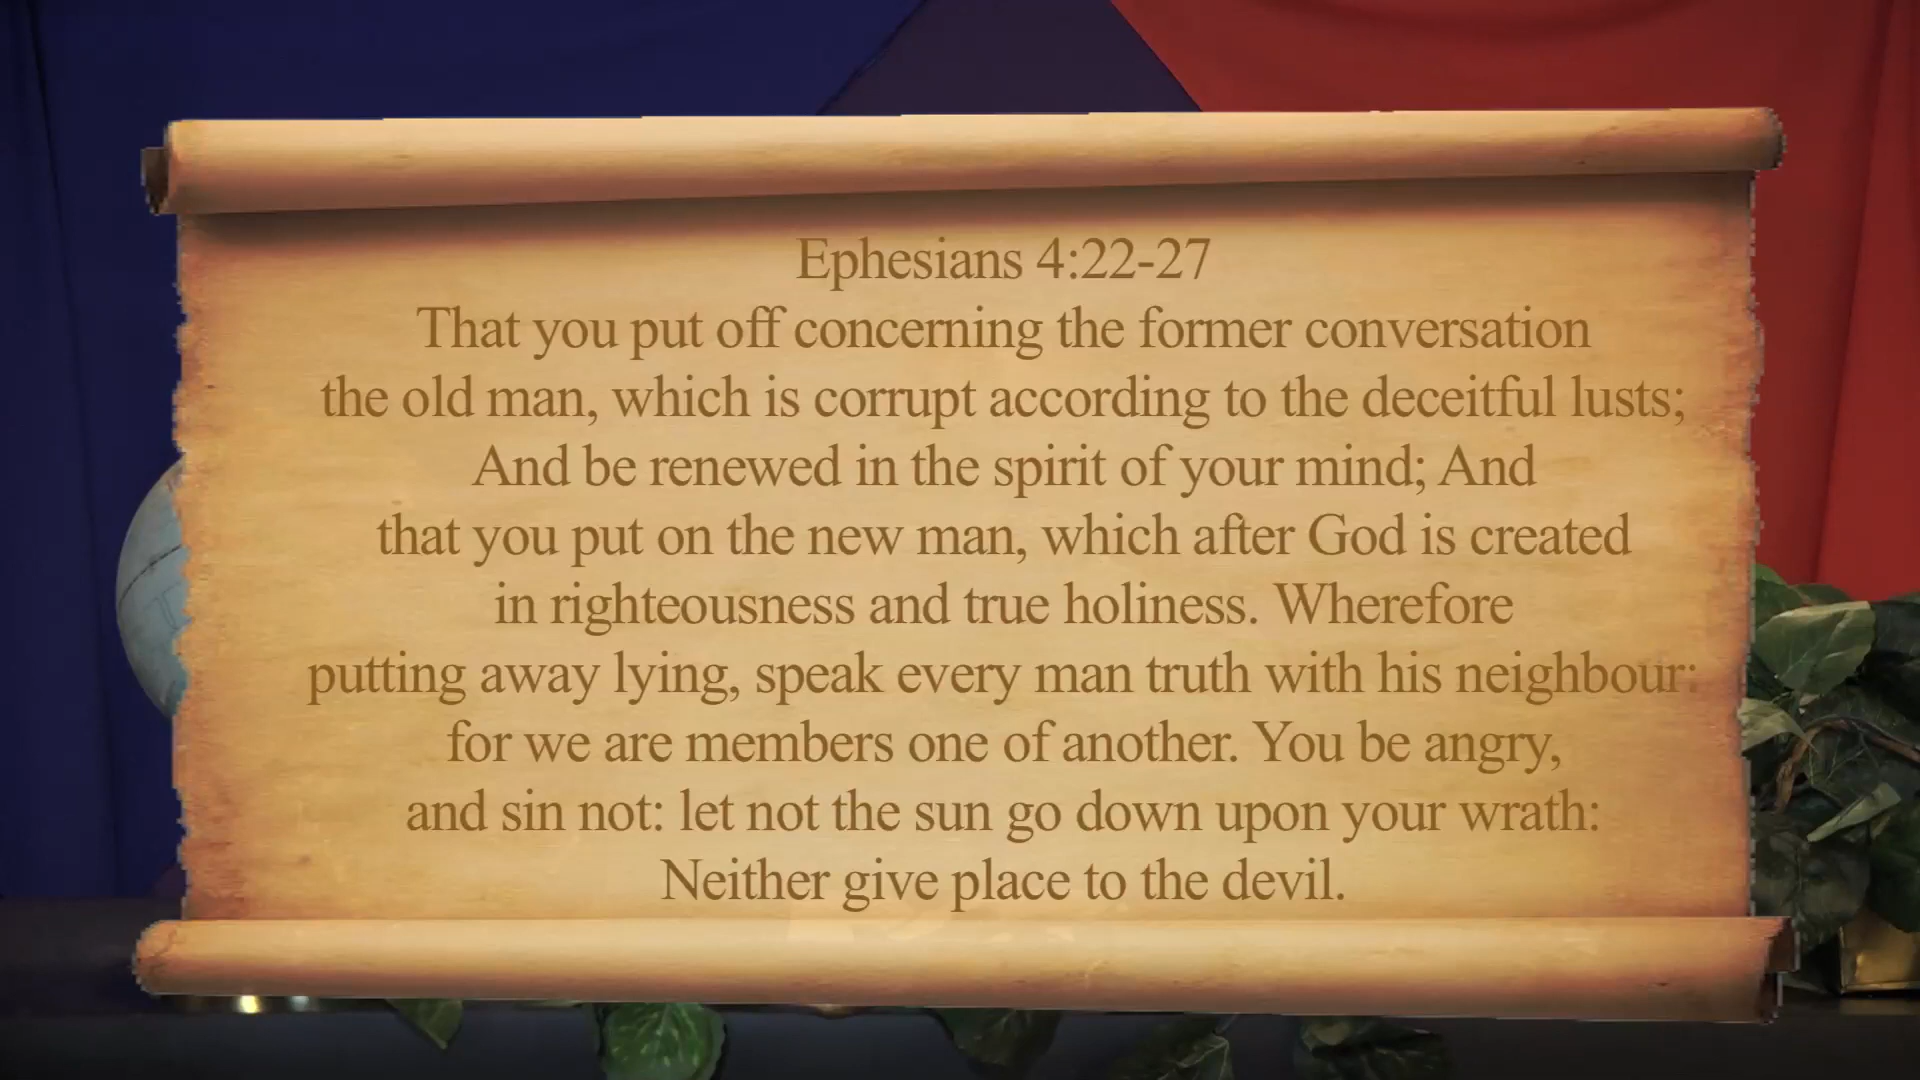 Ephesians 4:22-27
That you put off concerning the former conversation
the old man, which is corrupt according to the deceitful lusts;
And be renewed in the spirit of your mind; And
that you put on the new man, which after God is created
in righteousness and true holiness. Wherefore
putting away lying, speak every man truth with his neighbour:
for we are members one of another. You be angry,
and sin not: let not the sun go down upon your wrath:
Neither give place to the devil.